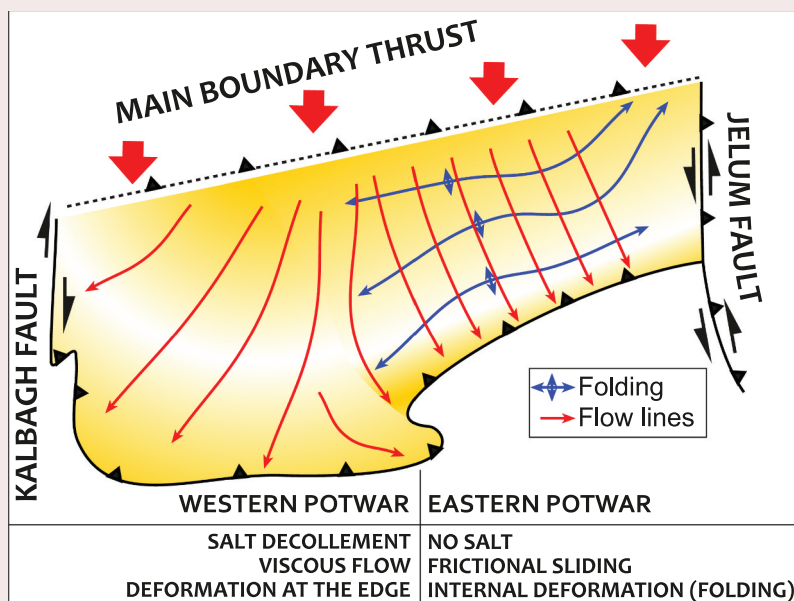 MAIN BOUNDARY THRUST
JELUM FAULT
KALBAGH FAULT
Folding
Flow lines
WESTERN POTWAR
EASTERN POTWAR
SALT DECOLLEMENT
VISCOUS FLOW
DEFORMATION AT THE EDGE
NO SALT
FRICTIONAL SLIDING
INTERNAL DEFORMATION (FOLDING)